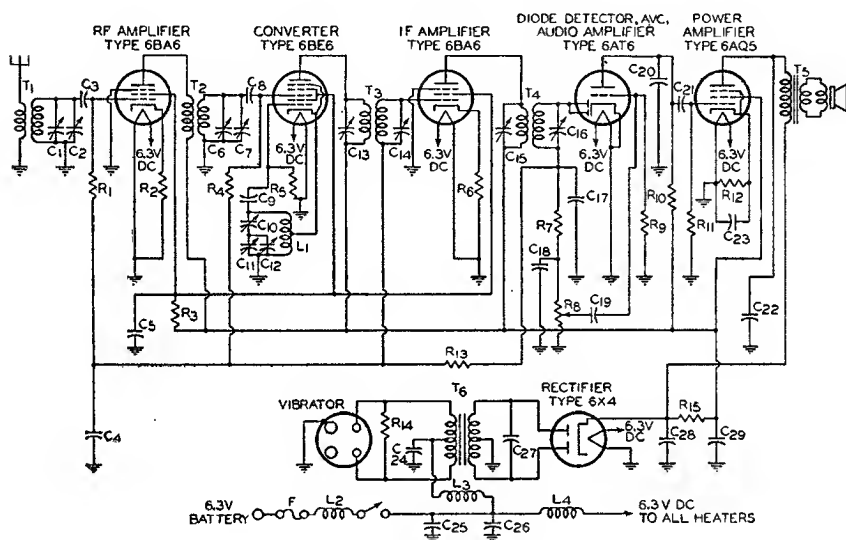 RF AMPLIFIER
TYPE 6BA6
CONVERTER
TYPE 6BE6
IF AMPLIFIER
TYPE 6BA6
DIODE DETECTOR, AVC,
AUDIO AMPLIFIER
TYPE 6AT6
POWER
AMPLIFIER
TYPE 6AQ5
T1
C3
T2
C8
T3
T4
C20
C21
T5
C1
C2
6.3V
DC
C6
C7
6.3V
DC
C13
C14
6.3V
DC
C15
C16
6.3V
DC
6.3V
DC
R1
R2
R4
C9
R5
R6
C17
R10
R12
C10
L1
R7
R9
R11
C23
C11
C12
C18
C5
R3
R8
C19
C22
R13
C4
VIBRATOR
T6
RECTIFIER
TYPE 6X4
R14
6.3V
DC
R15
C24
C27
C28
C29
L3
6.3V
BATTERY
F
L2
L4
6.3V DC
TO ALL HEATERS
C25
C26